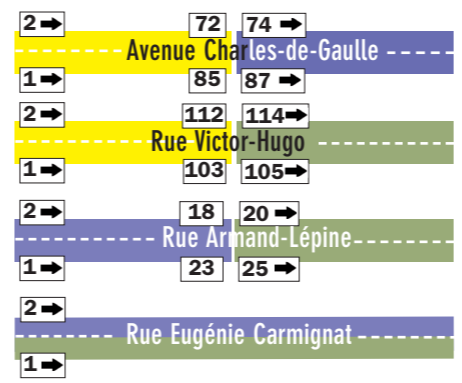 2➡ 72 74➡
Avenue Charles-de-Gaulle
1➡ 85 87➡
2➡ 112 114➡
Rue Victor-Hugo
1➡ 103 105➡
2➡ 18 20➡
Rue Armand-Lépine
1➡ 23 25➡
2➡
Rue Eugénie Carmignat
1➡